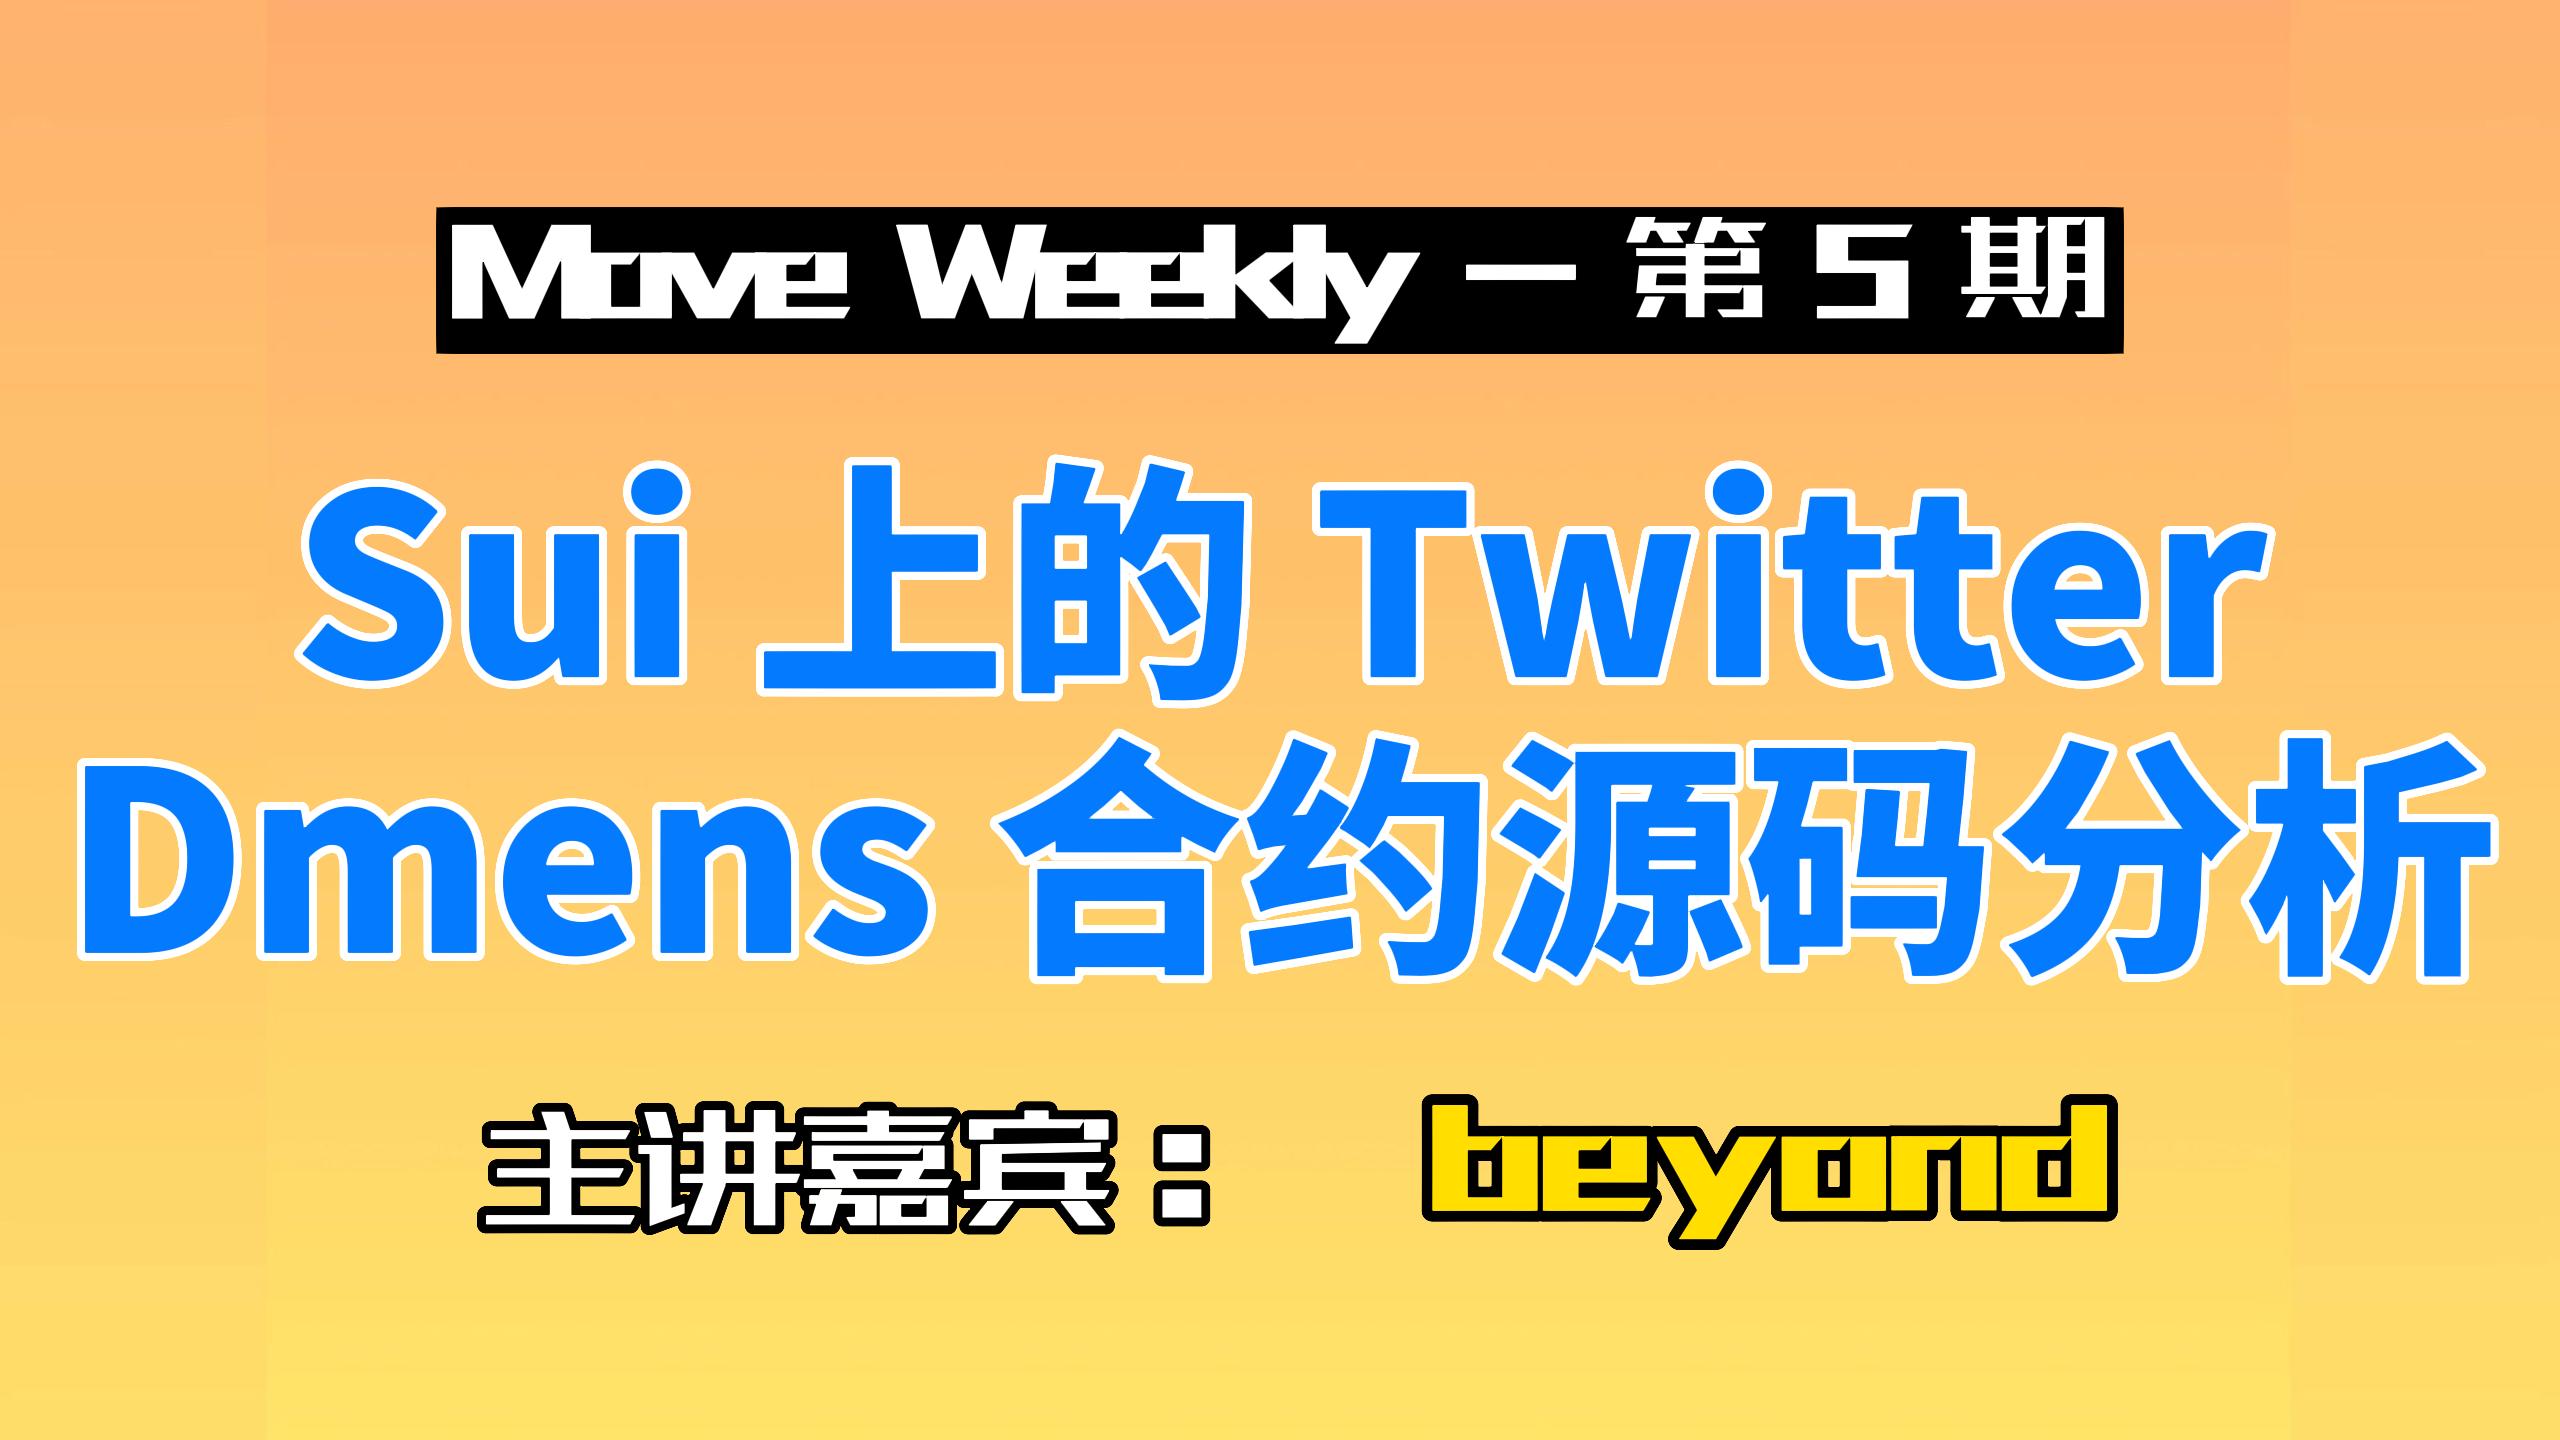 Move Weekly — 第 5 期
Sui 上的 Twitter
Dmens 合约源码分析
主讲嘉宾： beyond